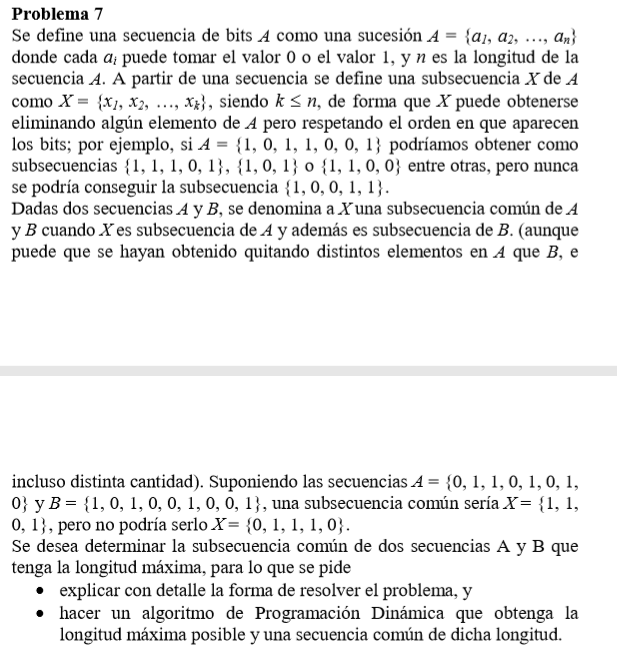 Problema 7
Se define una secuencia de bits A como una sucesión A = {a1, a2, …, an}
donde cada ai puede tomar el valor 0 o el valor 1, y n es la longitud de la
secuencia A. A partir de una secuencia se define una subsecuencia X de A
como X = {x1, x2, …, xk}, siendo k ≤ n, de forma que X puede obtenerse
eliminando algún elemento de A pero respetando el orden en que aparecen
los bits; por ejemplo, si A = {1, 0, 1, 1, 0, 0, 1} podríamos obtener como
subsecuencias {1, 1, 1, 0, 1}, {1, 0, 1} o {1, 1, 0, 0} entre otras, pero nunca
se podría conseguir la subsecuencia {1, 0, 0, 1, 1}.
Dadas dos secuencias A y B, se denomina a X una subsecuencia común de A
y B cuando X es subsecuencia de A y además es subsecuencia de B. (aunque
puede que se hayan obtenido quitando distintos elementos en A que B, e
incluso distinta cantidad). Suponiendo las secuencias A = {0, 1, 1, 0, 1, 0, 1,
0} y B = {1, 0, 1, 0, 0, 1, 0, 0, 1}, una subsecuencia común sería X= {1, 1,
0, 1}, pero no podría serlo X= {0, 1, 1, 1, 0}.
Se desea determinar la subsecuencia común de dos secuencias A y B que
tenga la longitud máxima, para lo que se pide
• explicar con detalle la forma de resolver el problema, y
• hacer un algoritmo de Programación Dinámica que obtenga la
longitud máxima posible y una secuencia común de dicha longitud.